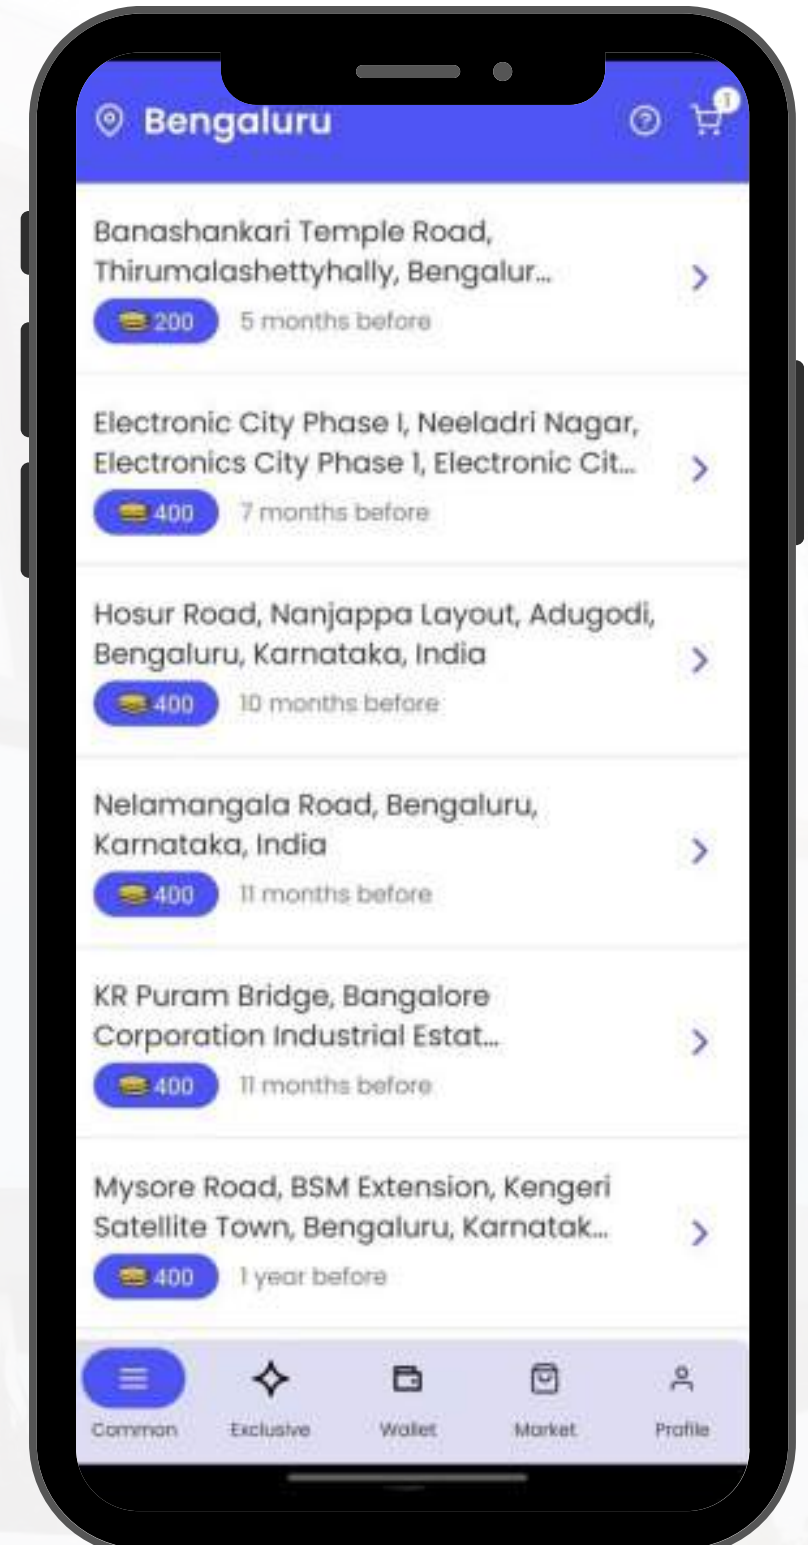 Bengaluru
1
Banashankari Temple Road,
Thirumalashettyhally, Bengalur...
200 5 months before
Electronic City Phase I, Neeladri Nagar,
Electronics City Phase 1, Electronic Cit...
400 7 months before
Hosur Road, Nanjappa Layout, Adugodi,
Bengaluru, Karnataka, India
400 10 months before
Nelamangala Road, Bengaluru,
Karnataka, India
400 11 months before
KR Puram Bridge, Bangalore
Corporation Industrial Estat...
400 11 months before
Mysore Road, BSM Extension, Kengeri
Satellite Town, Bengaluru, Karnatak...
400 1 year before
Common Exclusive Wallet Market Profile